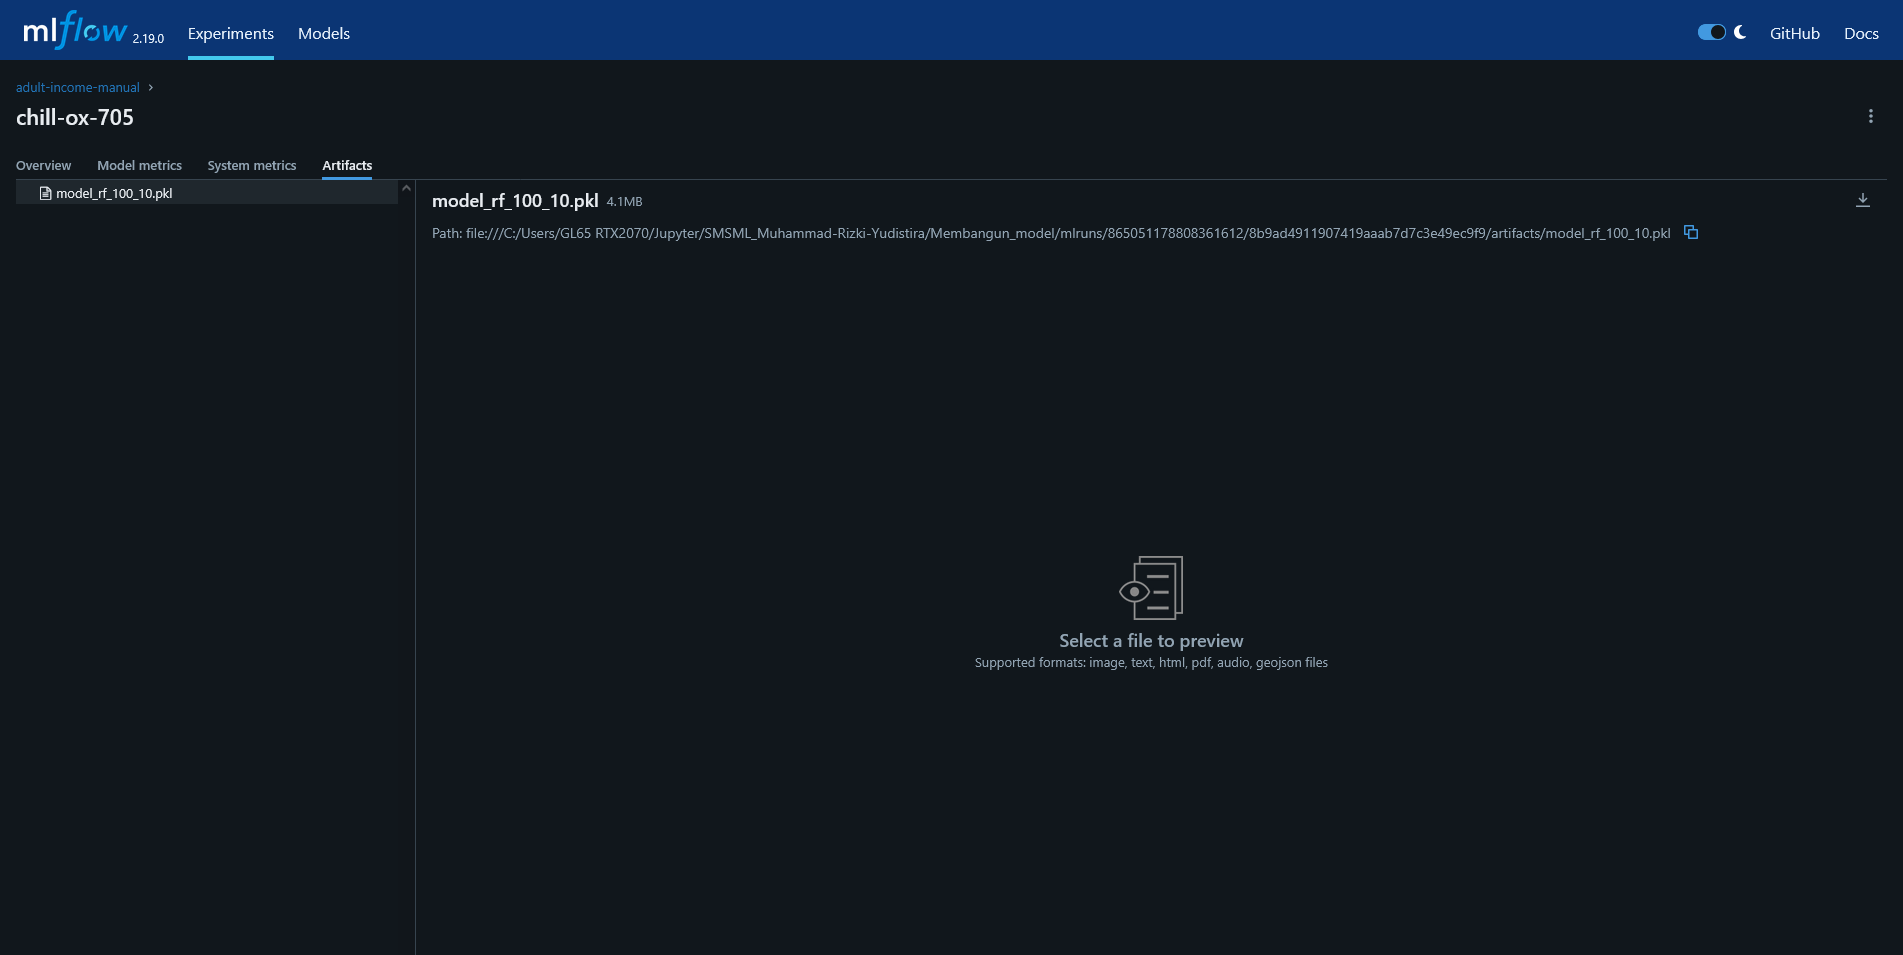 mlflow 2.19.0 Experiments Models GitHub Docs
adult-income-manual
chill-ox-705
Overview Model metrics System metrics Artifacts
model_rf_100_10.pkl
model_rf_100_10.pkl 4.1MB
Path: file:///C:/Users/GL65 RTX2070/Jupyter/SMSML_Muhammad-Rizki-Yudistira/Membangun_model/mlruns/865051178808361612/8b9ad4911907419aaab7d7c3e49ec9f9/artifacts/model_rf_100_10.pkl
Select a file to preview
Supported formats: image, text, html, pdf, audio, geojson files